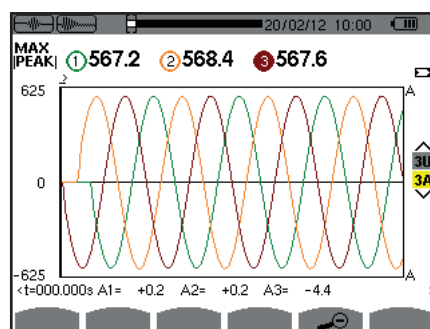 20/02/12 10:00
MAX |PEAK| 1 567.2 2 568.4 3 567.6
625 A
3U
0
3A
-625 A
<t=000.000s A1= +0.2 A2= +0.2 A3= -4.4